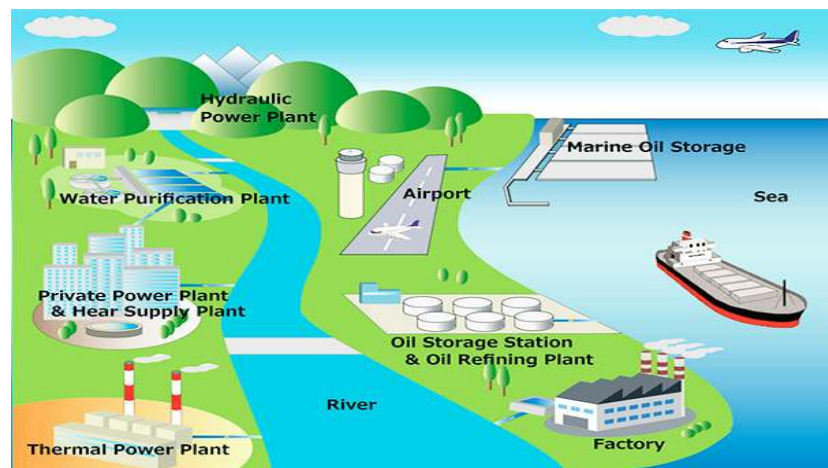 Hydraulic
Power Plant
Marine Oil Storage
Water Purification Plant
Airport
Sea
Private Power Plant
& Hear Supply Plant
Oil Storage Station
& Oil Refining Plant
River
Thermal Power Plant
Factory